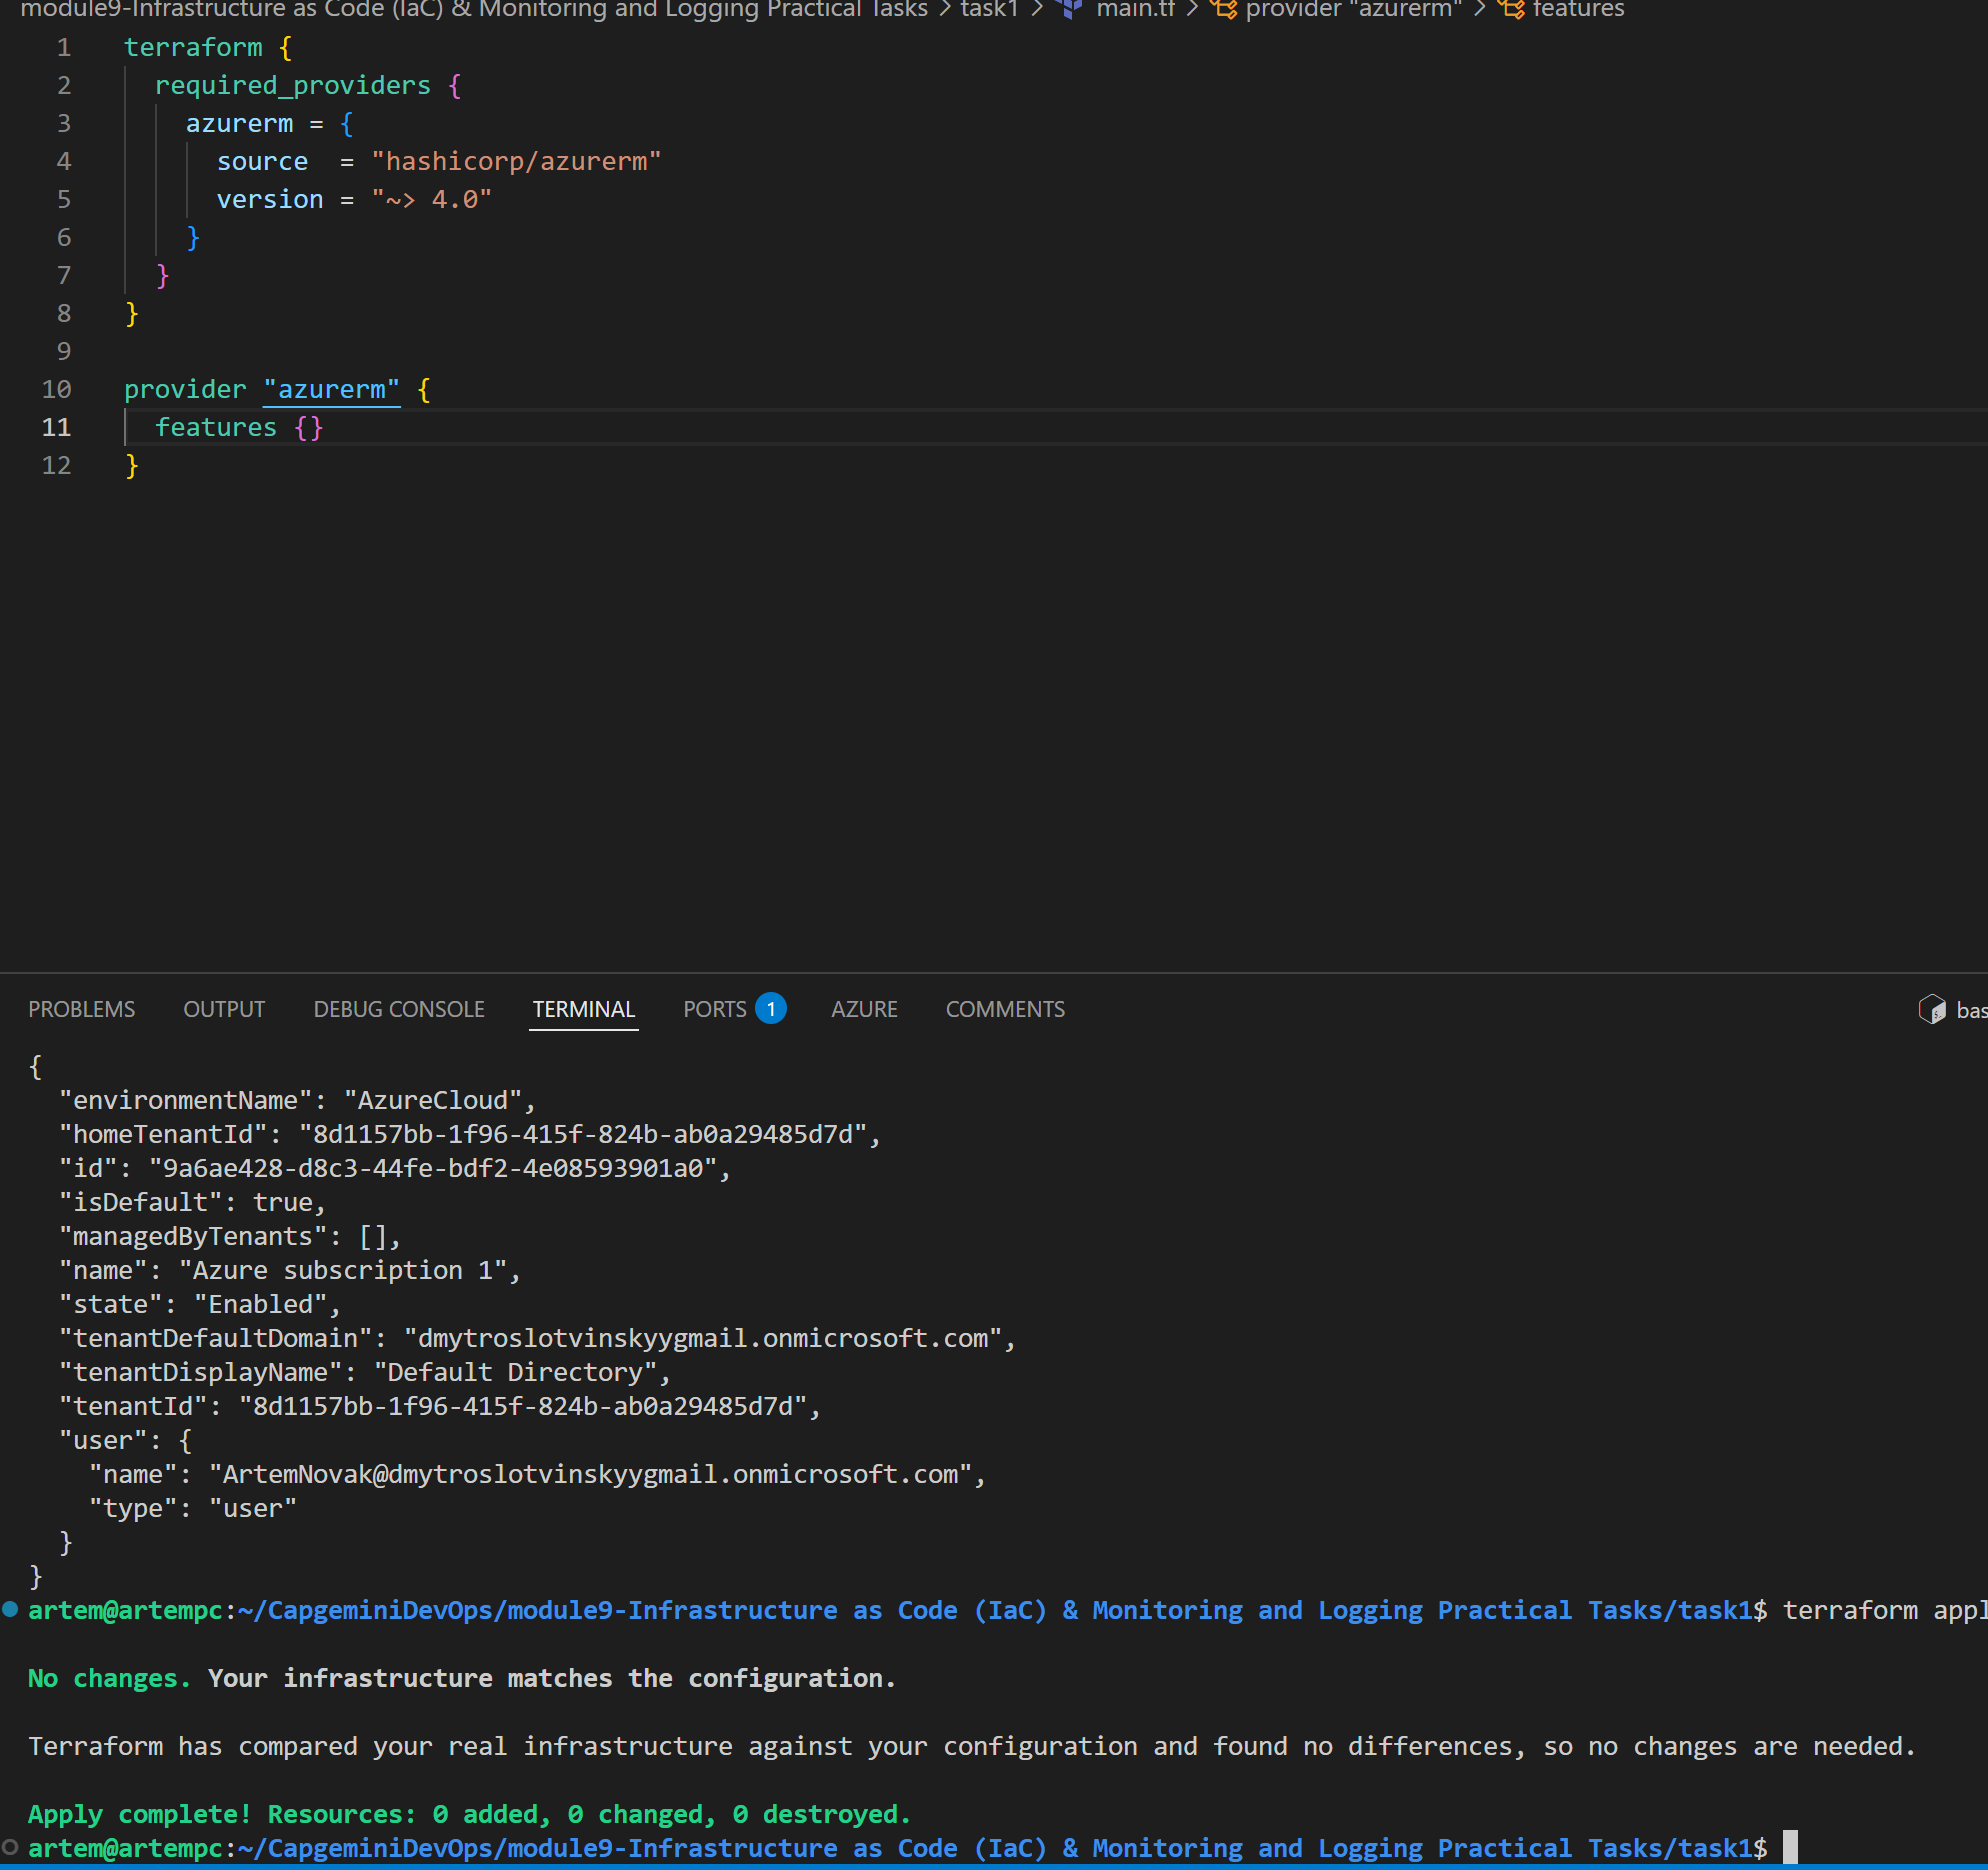 module9-Infrastructure as Code (IaC) & Monitoring and Logging Practical Tasks > task1 > main.tf > provider "azurerm" > features
1 terraform {
2   required_providers {
3     azurerm = {
4       source  = "hashicorp/azurerm"
5       version = "~> 4.0"
6     }
7   }
8 }
9
10 provider "azurerm" {
11   features {}
12 }
PROBLEMS OUTPUT DEBUG CONSOLE TERMINAL PORTS 1 AZURE COMMENTS bas
{
  "environmentName": "AzureCloud",
  "homeTenantId": "8d1157bb-1f96-415f-824b-ab0a29485d7d",
  "id": "9a6ae428-d8c3-44fe-bdf2-4e08593901a0",
  "isDefault": true,
  "managedByTenants": [],
  "name": "Azure subscription 1",
  "state": "Enabled",
  "tenantDefaultDomain": "dmytroslotvinskyygmail.onmicrosoft.com",
  "tenantDisplayName": "Default Directory",
  "tenantId": "8d1157bb-1f96-415f-824b-ab0a29485d7d",
  "user": {
    "name": "ArtemNovak@dmytroslotvinskyygmail.onmicrosoft.com",
    "type": "user"
  }
}
artem@artempc:~/CapgeminiDevOps/module9-Infrastructure as Code (IaC) & Monitoring and Logging Practical Tasks/task1$ terraform appl
No changes. Your infrastructure matches the configuration.
Terraform has compared your real infrastructure against your configuration and found no differences, so no changes are needed.
Apply complete! Resources: 0 added, 0 changed, 0 destroyed.
artem@artempc:~/CapgeminiDevOps/module9-Infrastructure as Code (IaC) & Monitoring and Logging Practical Tasks/task1$